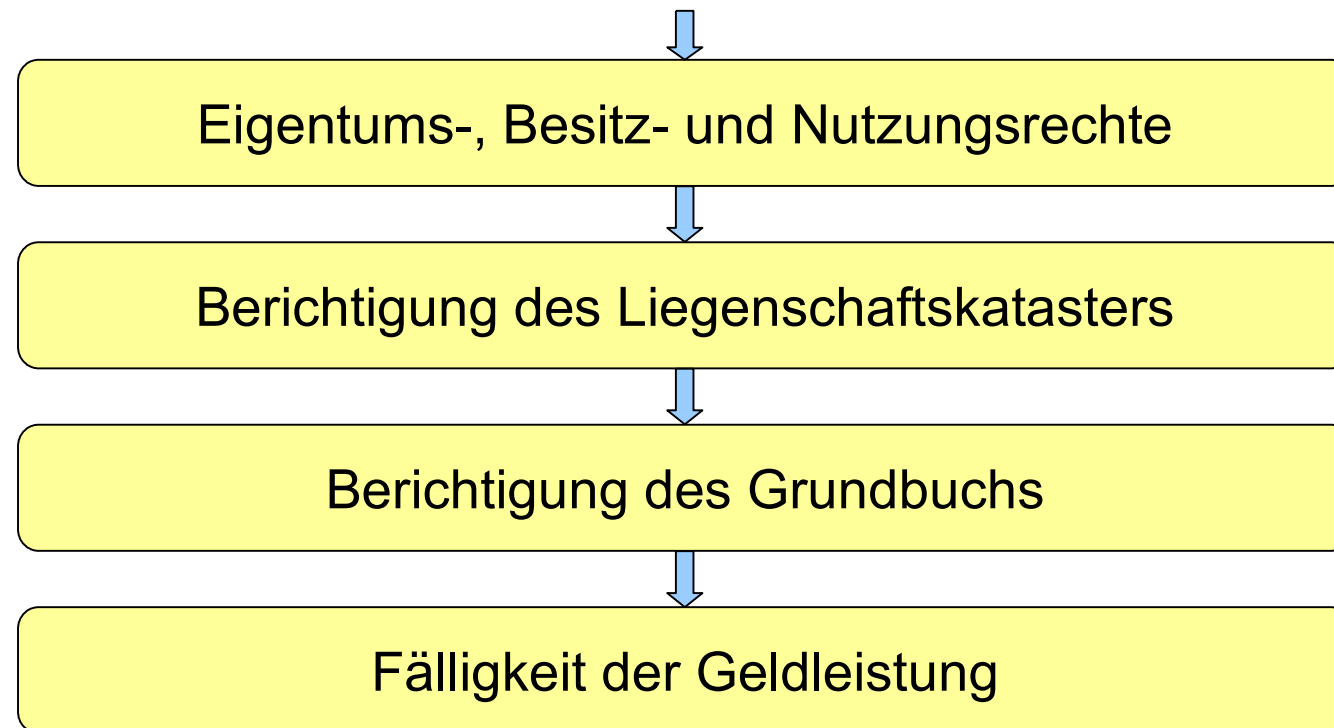 Eigentums-, Besitz- und Nutzungsrechte
Berichtigung des Liegenschaftskatasters
Berichtigung des Grundbuchs
Fälligkeit der Geldleistung